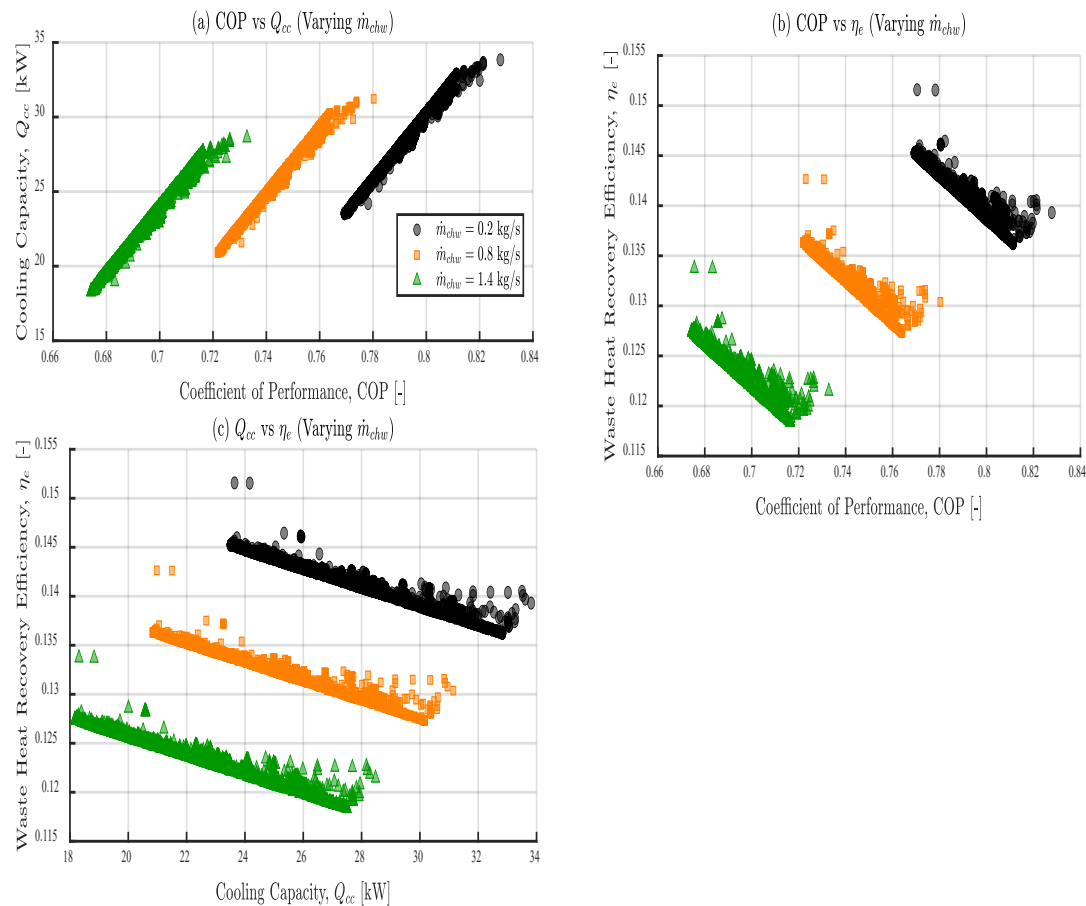 (a) COP vs Q_cc (Varying ṁ_chw)
Cooling Capacity, Q_cc [kW]
35
30
25
20
15
0.66 0.68 0.7 0.72 0.74 0.76 0.78 0.8 0.82 0.84
Coefficient of Performance, COP [-]
ṁ_chw = 0.2 kg/s
ṁ_chw = 0.8 kg/s
ṁ_chw = 1.4 kg/s
(b) COP vs η_e (Varying ṁ_chw)
Waste Heat Recovery Efficiency, η_e [-]
0.155
0.15
0.145
0.14
0.135
0.13
0.125
0.12
0.115
0.66 0.68 0.7 0.72 0.74 0.76 0.78 0.8 0.82 0.84
Coefficient of Performance, COP [-]
(c) Q_cc vs η_e (Varying ṁ_chw)
Waste Heat Recovery Efficiency, η_e [-]
0.155
0.15
0.145
0.14
0.135
0.13
0.125
0.12
0.115
18 20 22 24 26 28 30 32 34
Cooling Capacity, Q_cc [kW]